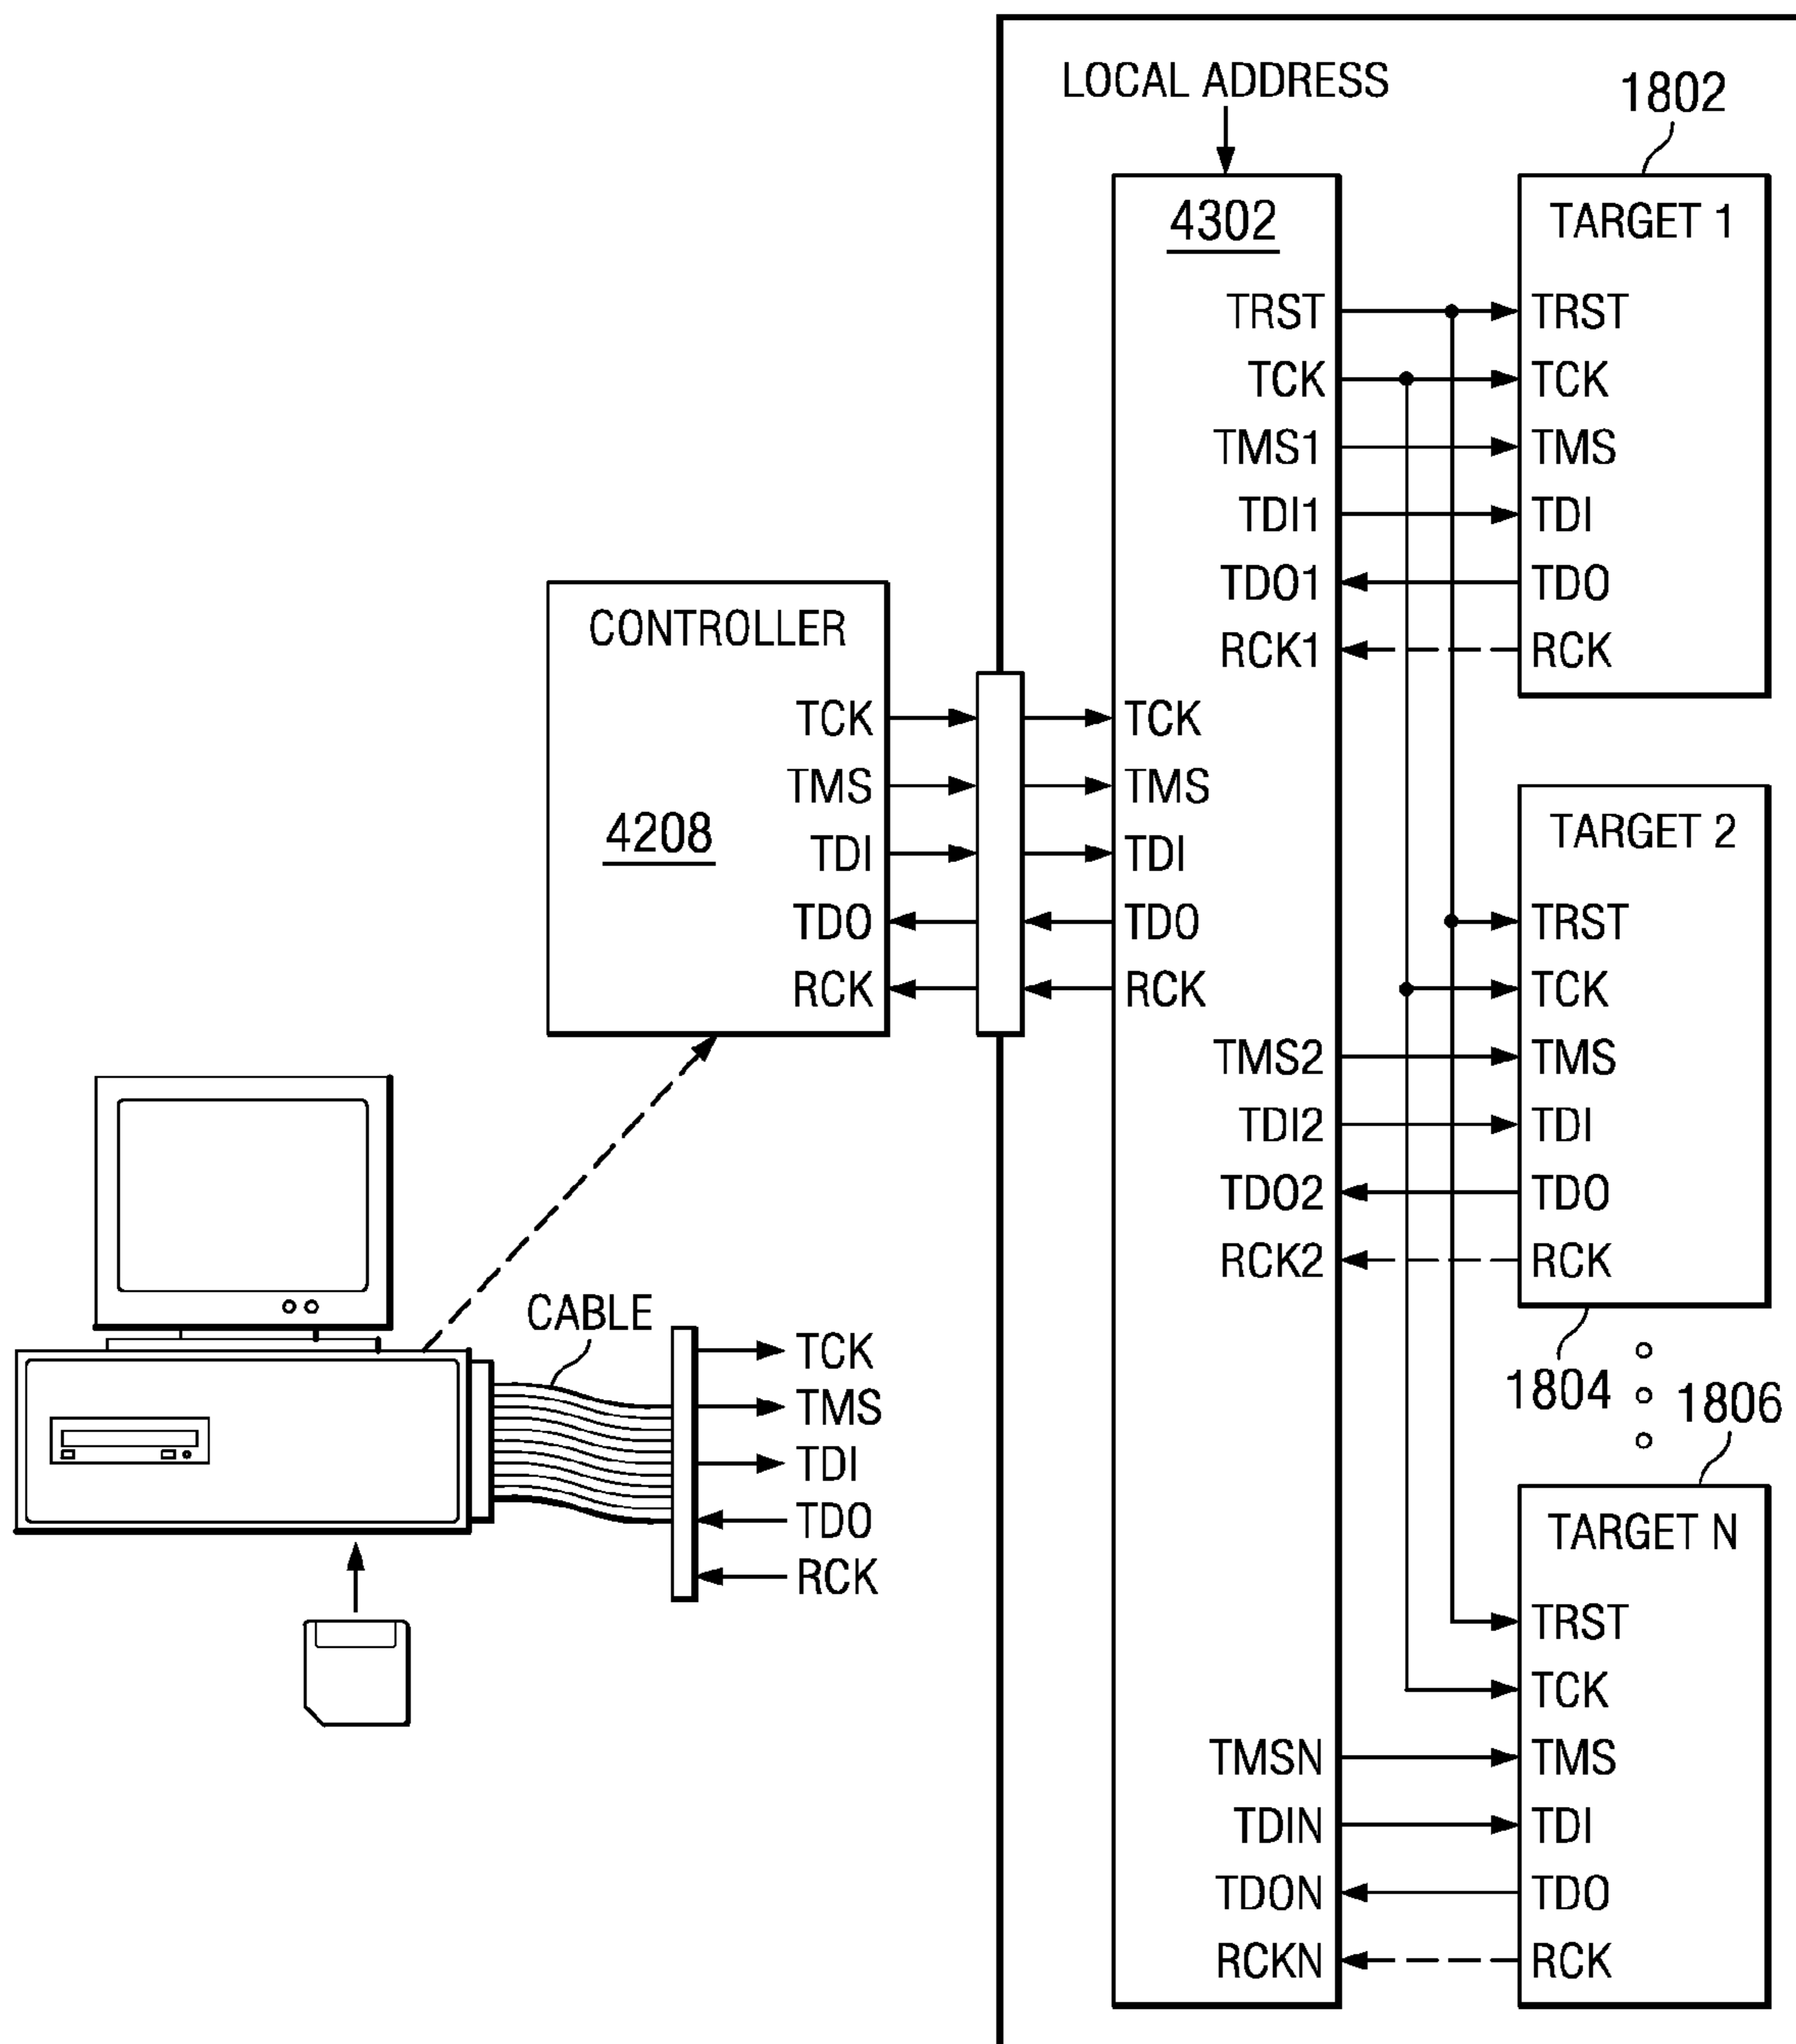 LOCAL ADDRESS
1802
4302
TRST
TCK
TMS1
TDI1
TDO1
RCK1
TARGET 1
TRST
TCK
TMS
TDI
TDO
RCK
CONTROLLER
4208
TCK
TMS
TDI
TDO
RCK
TCK
TMS
TDI
TDO
RCK
TMS2
TDI2
TDO2
RCK2
TARGET 2
TRST
TCK
TMS
TDI
TDO
RCK
1804
1806
CABLE
TCK
TMS
TDI
TDO
RCK
TMSN
TDIN
TDON
RCKN
TARGET N
TRST
TCK
TMS
TDI
TDO
RCK